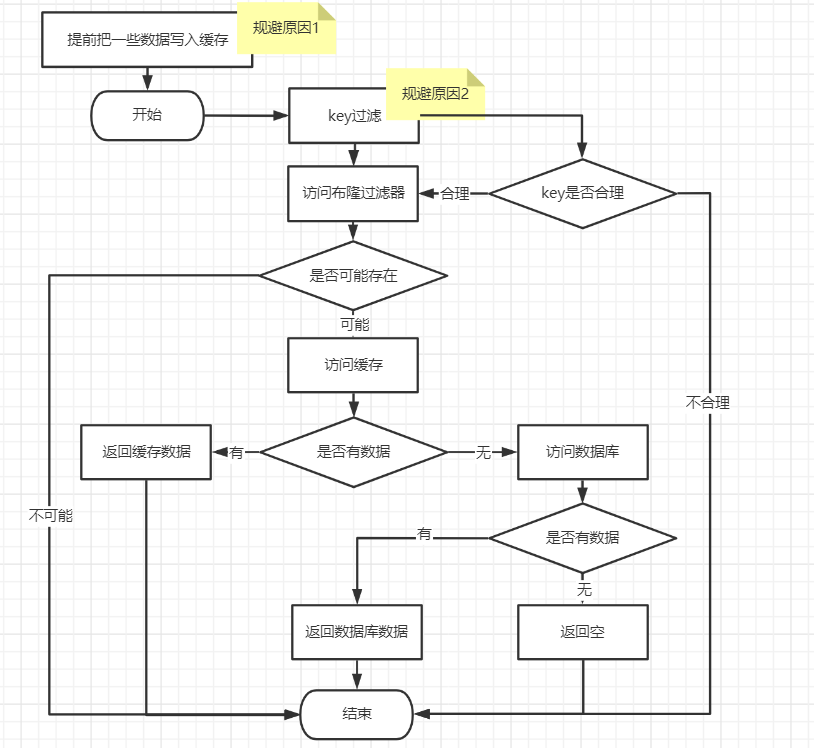 提前把一些数据写入缓存
规避原因1
开始
key过滤
规避原因2
访问布隆过滤器
合理
key是否合理
是否可能存在
可能
访问缓存
不合理
返回缓存数据
有
是否有数据
无
访问数据库
不可能
有
是否有数据
无
返回数据库数据
返回空
结束